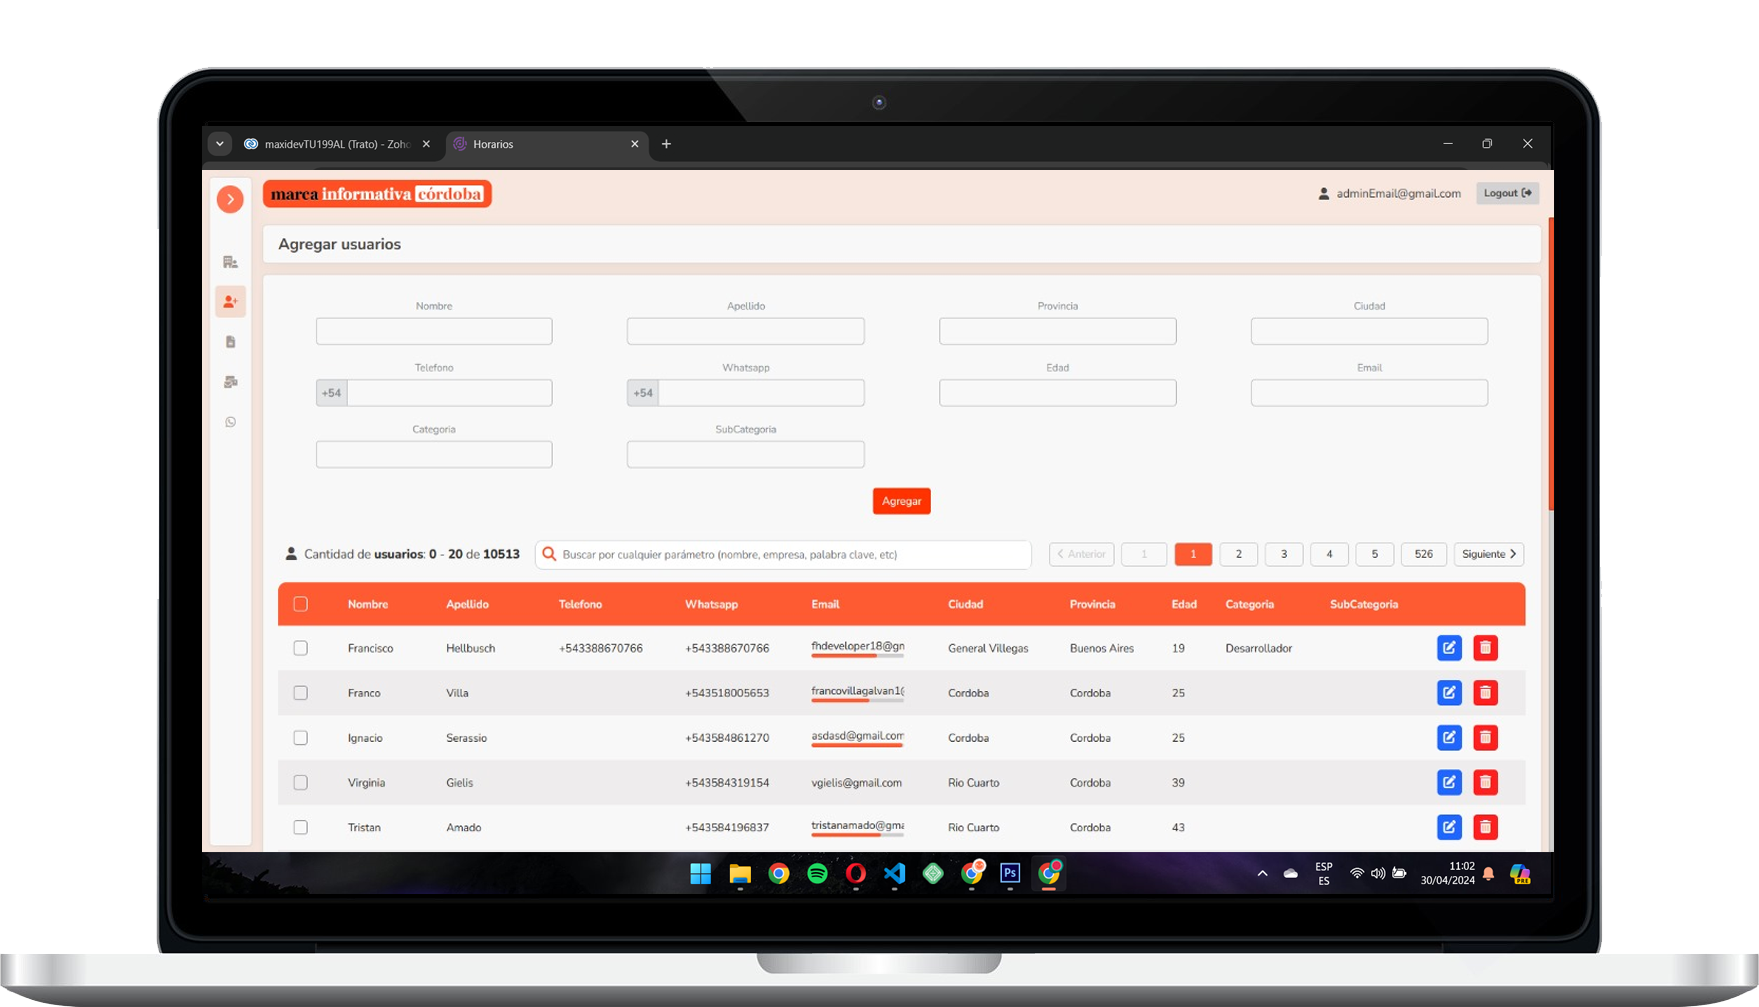 maxidevTU199AL (Trato) - Zoho
Horarios
marca informativa córdoba
adminEmail@gmail.com
Logout
Agregar usuarios
Nombre Apellido Provincia Ciudad
Telefono Whatsapp Edad Email
+54 +54
Categoria SubCategoria
Agregar
Cantidad de usuarios: 0 - 20 de 10513
Buscar por cualquier parámetro (nombre, empresa, palabra clave, etc)
Anterior 1 1 2 3 4 5 526 Siguiente
Nombre Apellido Telefono Whatsapp Email Ciudad Provincia Edad Categoria SubCategoria
Francisco Hellbusch +543388670766 +543388670766 fhdeveloper18@gm General Villegas Buenos Aires 19 Desarrollador
Franco Villa +543518005653 francovillagalvan1@ Cordoba Cordoba 25
Ignacio Serassio +543584861270 asdasd@gmail.com Cordoba Cordoba 25
Virginia Gielis +543584319154 vgielis@gmail.com Rio Cuarto Cordoba 39
Tristan Amado +543584196837 tristanamado@gma Rio Cuarto Cordoba 43
Ps
ESP
ES
11:02
30/04/2024
PRE